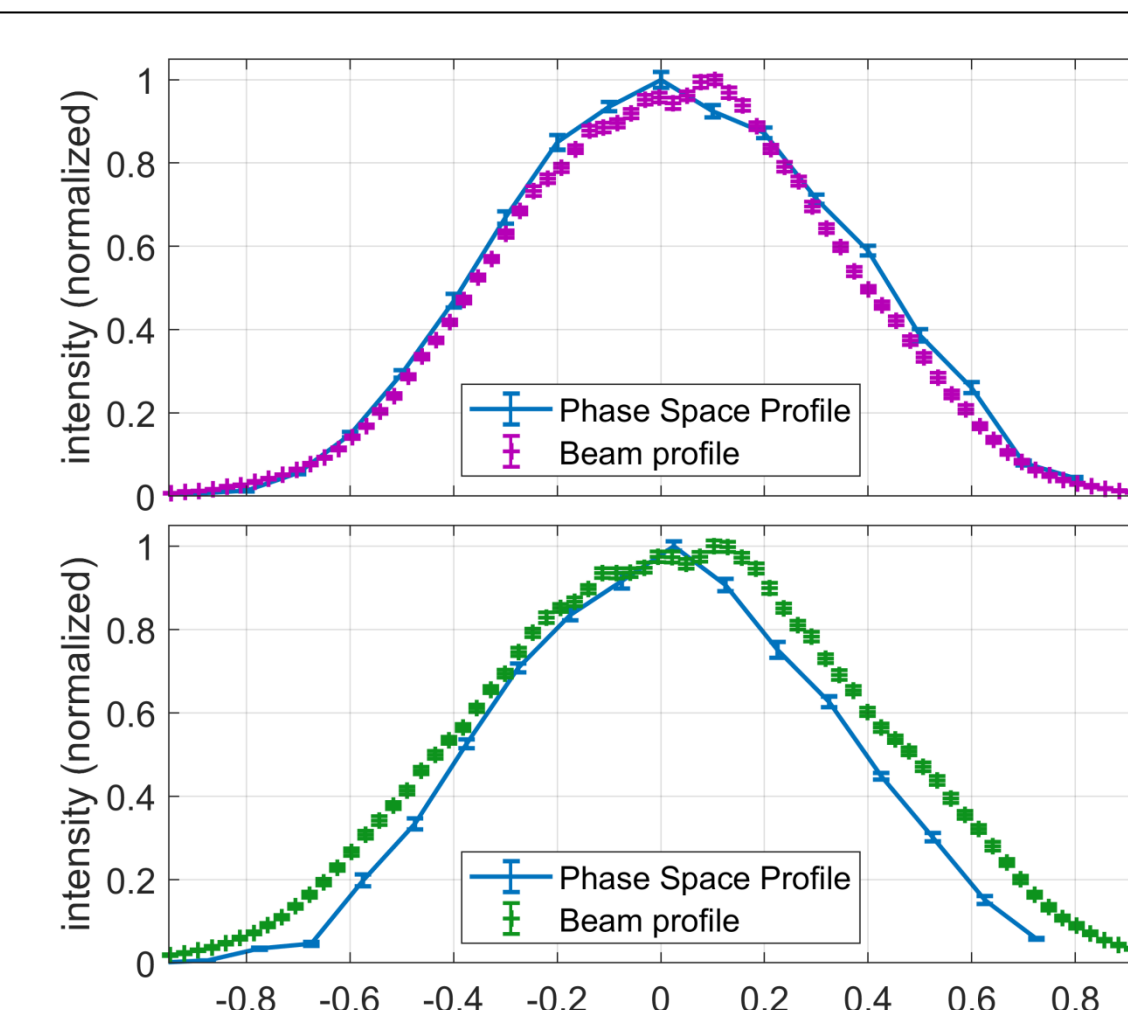 1
0.8
0.6
0.4
0.2
0
intensity (normalized)
Phase Space Profile
Beam profile
1
0.8
0.6
0.4
0.2
0
intensity (normalized)
Phase Space Profile
Beam profile
-0.8 -0.6 -0.4 -0.2 0 0.2 0.4 0.6 0.8